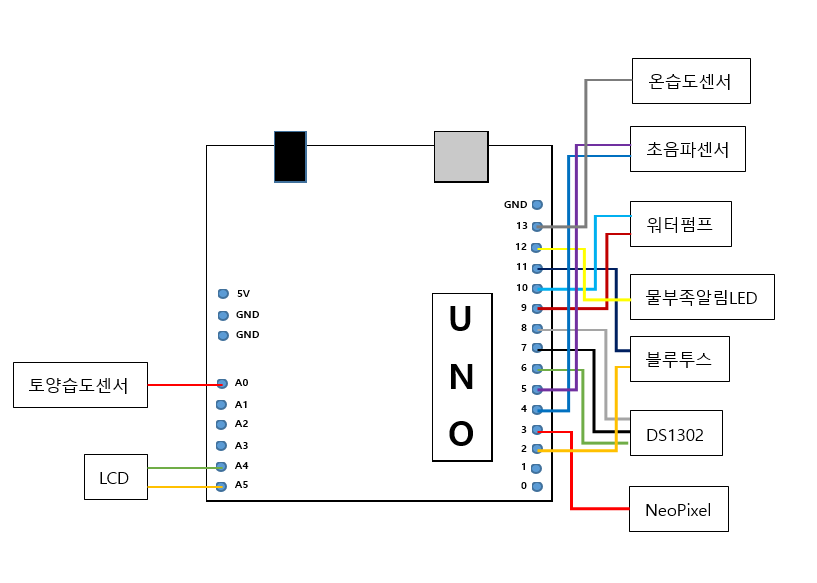 온습도센서
초음파센서
GND
13
워터펌프
12
11
5V
10
물부족알림LED
GND
9
GND
8
UNO
7
블루투스
6
토양습도센서
A0
5
A1
4
A2
3
DS1302
A3
2
LCD
A4
1
A5
0
NeoPixel